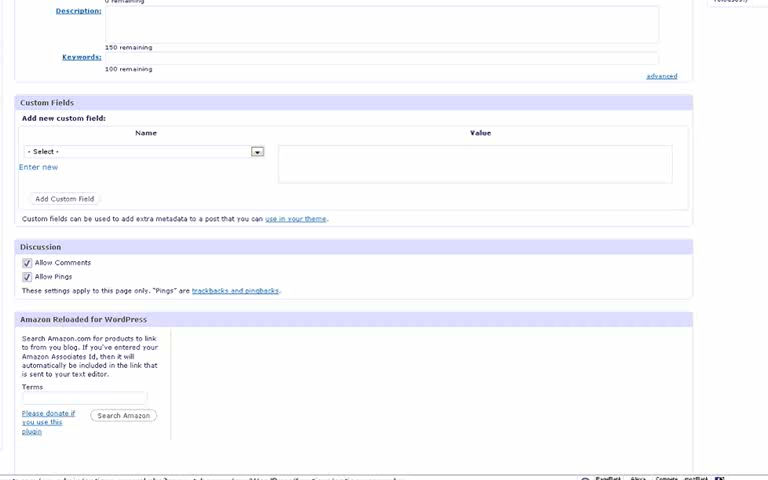 0 remaining
Description:
150 remaining
Keywords:
100 remaining
advanced
Custom Fields
Add new custom field:
Name Value
- Select -
Enter new
Add Custom Field
Custom fields can be used to add extra metadata to a post that you can use in your theme.
Discussion
Allow Comments
Allow Pings
These settings apply to this page only. "Pings" are trackbacks and pingbacks.
Amazon Reloaded for WordPress
Search Amazon.com for products to link
to from you blog. If you've entered your
Amazon Associates Id, then it will
automatically be included in the link that
is sent to your text editor.
Terms
Please donate if
you use this
plugin
Search Amazon